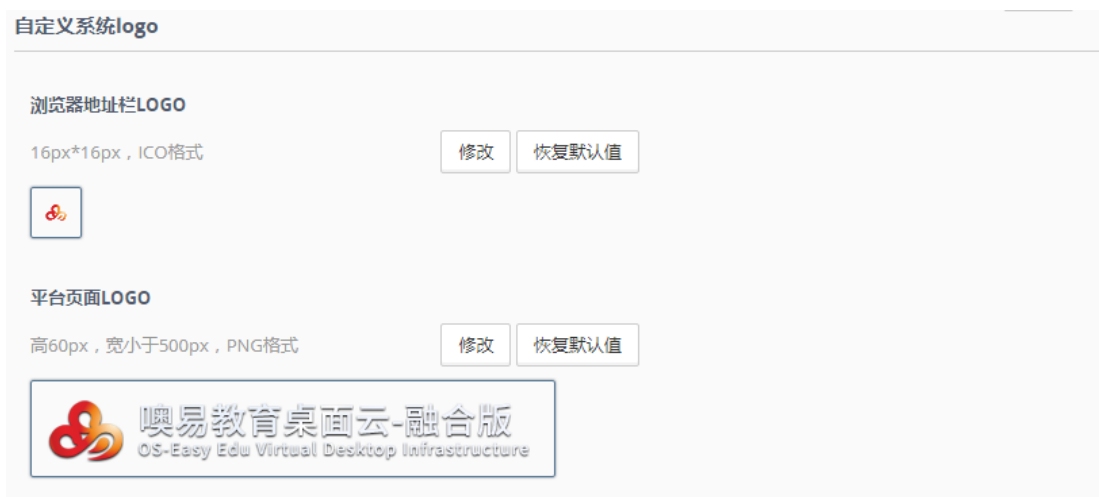 自定义系统logo
浏览器地址栏LOGO
16px*16px，ICO格式
修改
恢复默认值
平台页面LOGO
高60px，宽小于500px，PNG格式
修改
恢复默认值
噢易教育桌面云-融合版
OS-Easy Edu Virtual Desktop Infrastructure